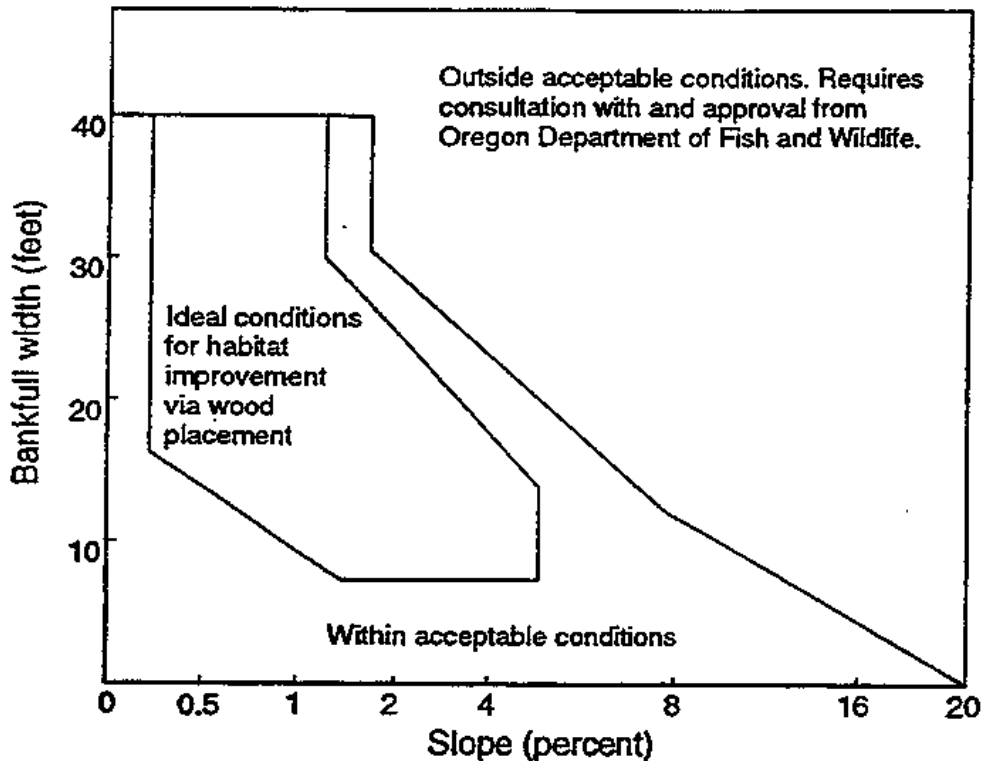 Outside acceptable conditions. Requires
consultation with and approval from
Oregon Department of Fish and Wildlife.
40
30
20
10
Bankfull width (feet)
Ideal conditions
for habitat
improvement
via wood
placement
Within acceptable conditions
0 0.5 1 2 4 8 16 20
Slope (percent)